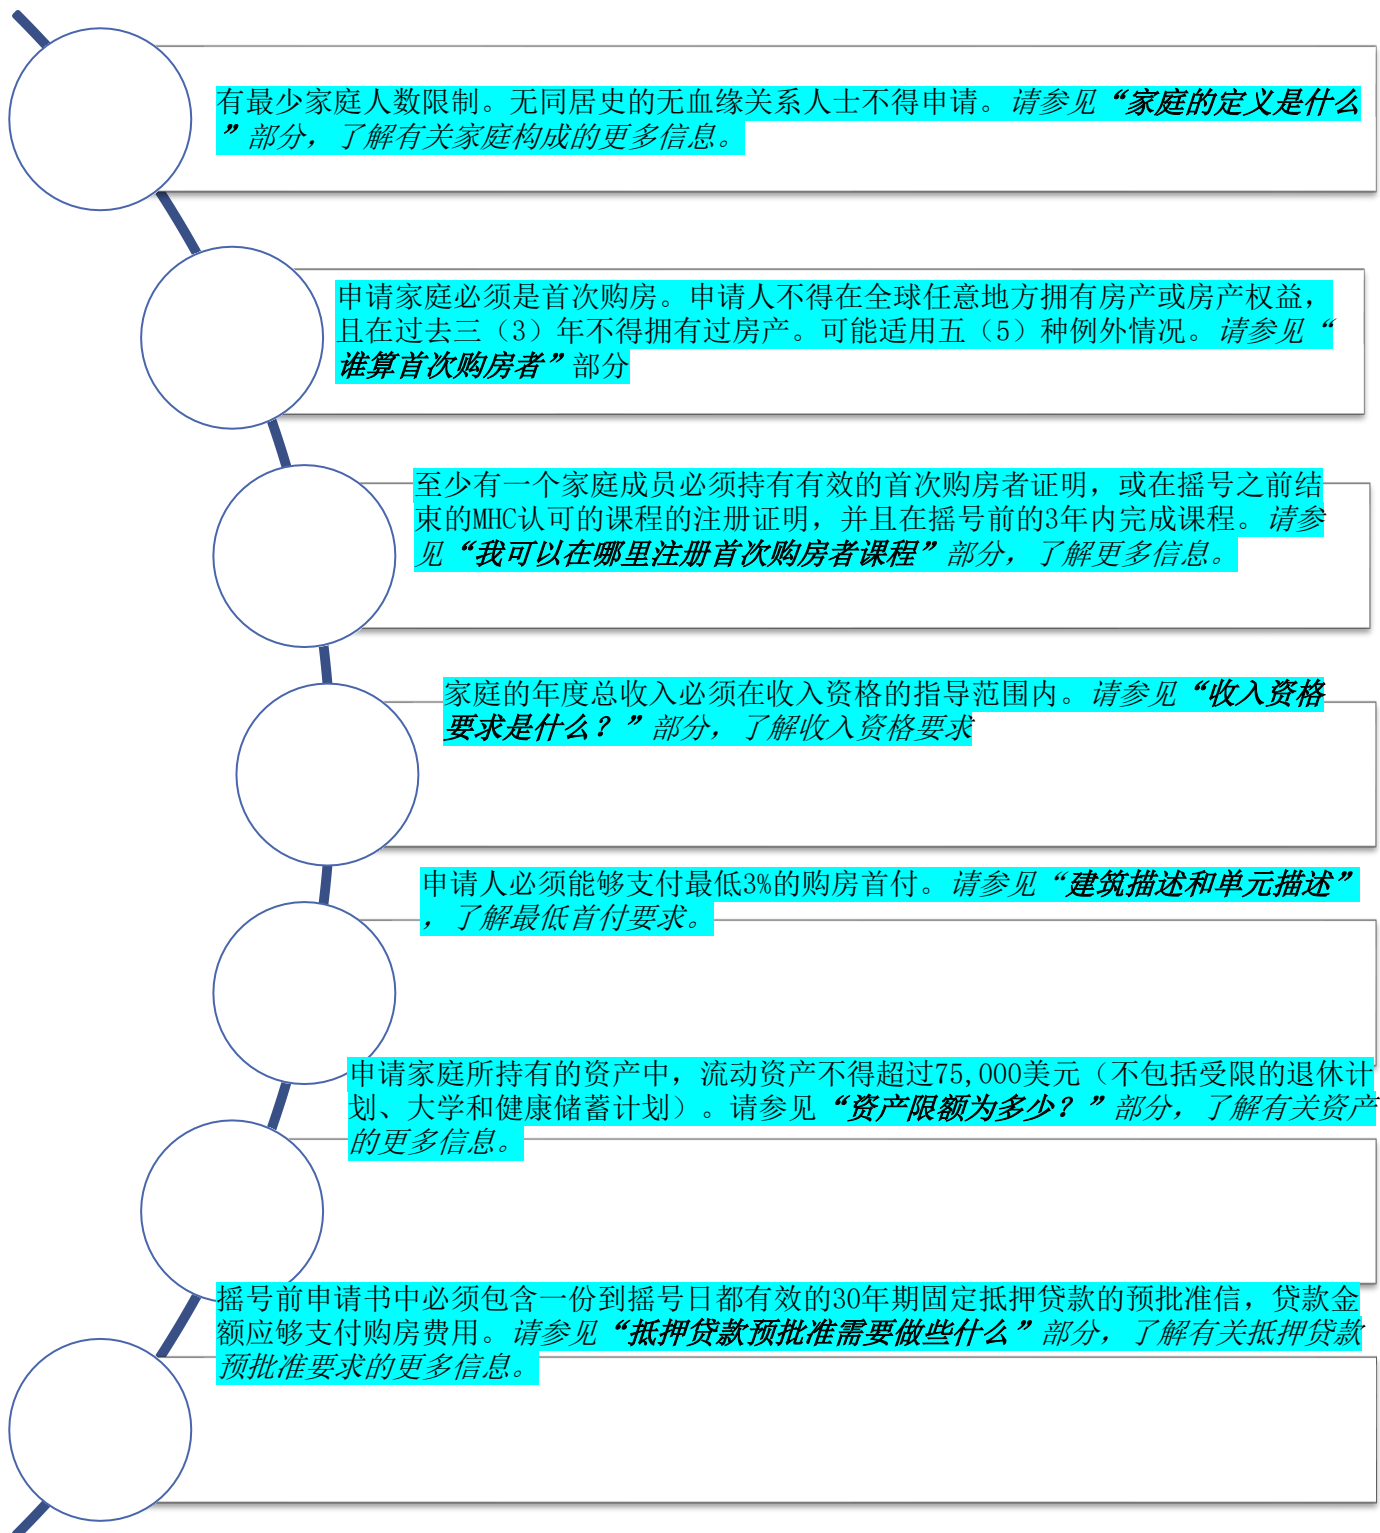 有最少家庭人数限制。无同居史的无血缘关系人士不得申请。请参见“家庭的定义是什么
”部分，了解有关家庭构成的更多信息。
申请家庭必须是首次购房。申请人不得在全球任意地方拥有房产或房产权益，
且在过去三（3）年不得拥有过房产。可能适用五（5）种例外情况。请参见“
谁算首次购房者”部分
至少有一个家庭成员必须持有有效的首次购房者证明，或在摇号之前结
束的MHC认可的课程的注册证明，并且在摇号前的3年内完成课程。请参
见“我可以在哪里注册首次购房者课程”部分，了解更多信息。
家庭的年度总收入必须在收入资格的指导范围内。请参见“收入资格
要求是什么？”部分，了解收入资格要求
申请人必须能够支付最低3%的购房首付。请参见“建筑描述和单元描述”
，了解最低首付要求。
申请家庭所持有的资产中，流动资产不得超过75,000美元（不包括受限的退休计
划、大学和健康储蓄计划）。请参见“资产限额为多少？”部分，了解有关资产
的更多信息。
摇号前申请书中必须包含一份到摇号日都有效的30年期固定抵押贷款的预批准信，贷款金
额应够支付购房费用。请参见“抵押贷款预批准需要做些什么”部分，了解有关抵押贷款
预批准要求的更多信息。